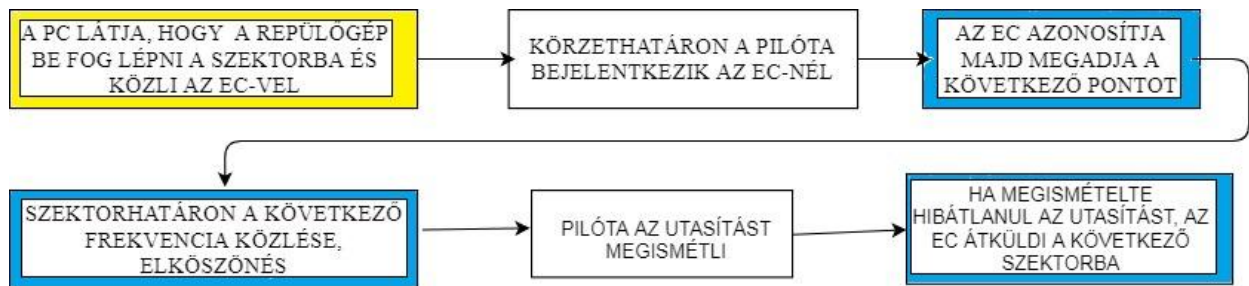 A PC LÁTJA, HOGY A REPÜLŐGÉP
BE FOG LÉPNI A SZEKTORBA ÉS
KÖZLI AZ EC-VEL
KÖRZETHATÁRON A PILÓTA
BEJELENTKEZIK AZ EC-NÉL
AZ EC AZONOSÍTJA
MAJD MEGADJA A
KÖVETKEZŐ PONTOT
SZEKTORHATÁRON A KÖVETKEZŐ
FREKVENCIA KÖZLÉSE,
ELKÖSZÖNÉS
PILÓTA AZ UTASÍTÁST
MEGISMÉTLI
HA MEGISMÉTELTE
HIBÁTLANUL AZ UTASÍTÁST, AZ
EC ÁTKÜLDI A KÖVETKEZŐ
SZEKTORBA